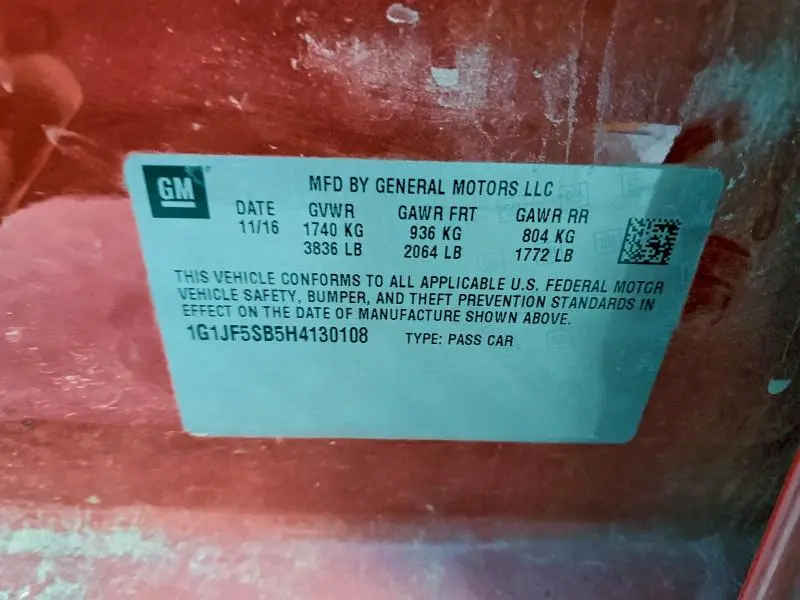 GM
MFD BY GENERAL MOTORS LLC
DATE GVWR GAWR FRT GAWR RR
11/16 1740 KG 936 KG 804 KG
3836 LB 2064 LB 1772 LB
THIS VEHICLE CONFORMS TO ALL APPLICABLE U.S. FEDERAL MOTOR
VEHICLE SAFETY, BUMPER, AND THEFT PREVENTION STANDARDS IN
EFFECT ON THE DATE OF MANUFACTURE SHOWN ABOVE.
1G1JF5SB5H4130108 TYPE: PASS CAR